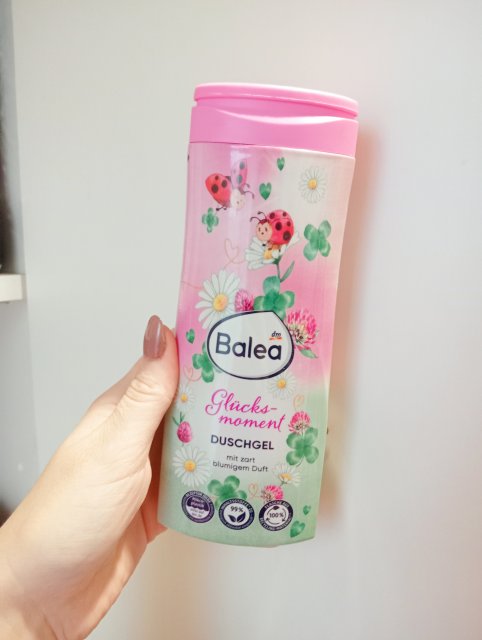 dm
Balea
Glücks-
moment
DUSCHGEL
mit zart
blumigem Duft
99%
100%